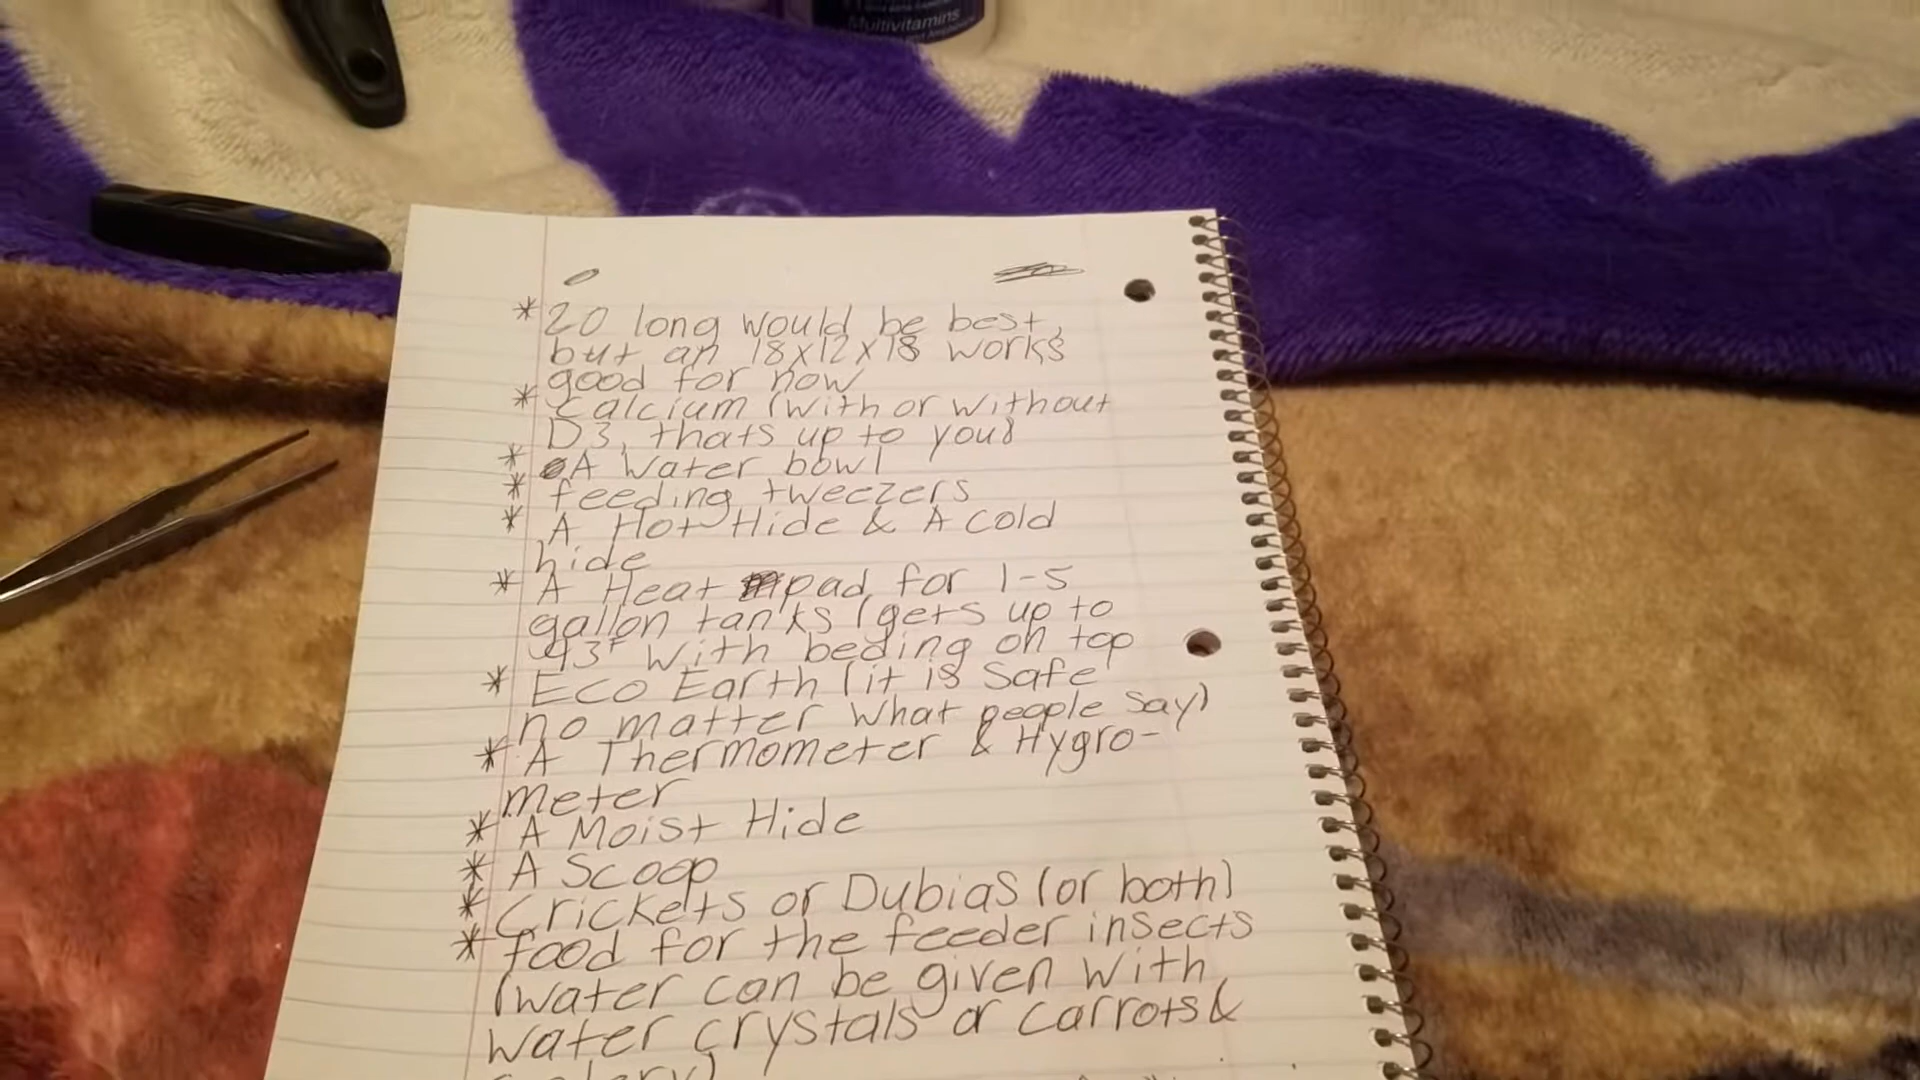 Multivitamins
*20 long would be best,
but an 18x12x18 works
good for now
* Calcium (with or without
D3, thats up to you)
* A Water bowl
* feeding tweezers
* A Hot Hide & A cold
hide
* A Heat pad for 1-5
gallon tanks (gets up to
93° with beding on top
* Eco Earth (it is safe
no matter what people say)
* A Thermometer & Hygro-
meter
* A Moist Hide
* A Scoop
* Crickets or Dubias (or both)
* food for the feeder insects
(water can be given with
water crystals or carrots &